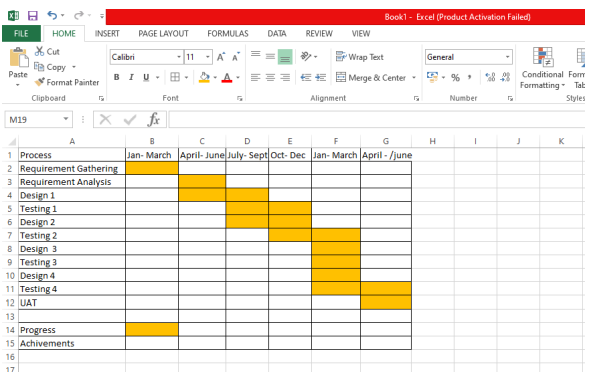 Book1 - Excel (Product Activation Failed)
FILE HOME INSERT PAGE LAYOUT FORMULAS DATA REVIEW VIEW
Cut Calibri 11 A A Wrap Text General
Paste Copy B I U A Merge & Center % Conditional Form
Format Painter Formatting Tab
Clipboard Font Alignment Number Styles
M19 fx
A B C D E F G H I J K
1 Process Jan- March April- June July- Sept Oct- Dec Jan- March April - /june
2 Requirement Gathering
3 Requirement Analysis
4 Design 1
5 Testing 1
6 Design 2
7 Testing 2
8 Design 3
9 Testing 3
10 Design 4
11 Testing 4
12 UAT
13
14 Progress
15 Achivements
16
17